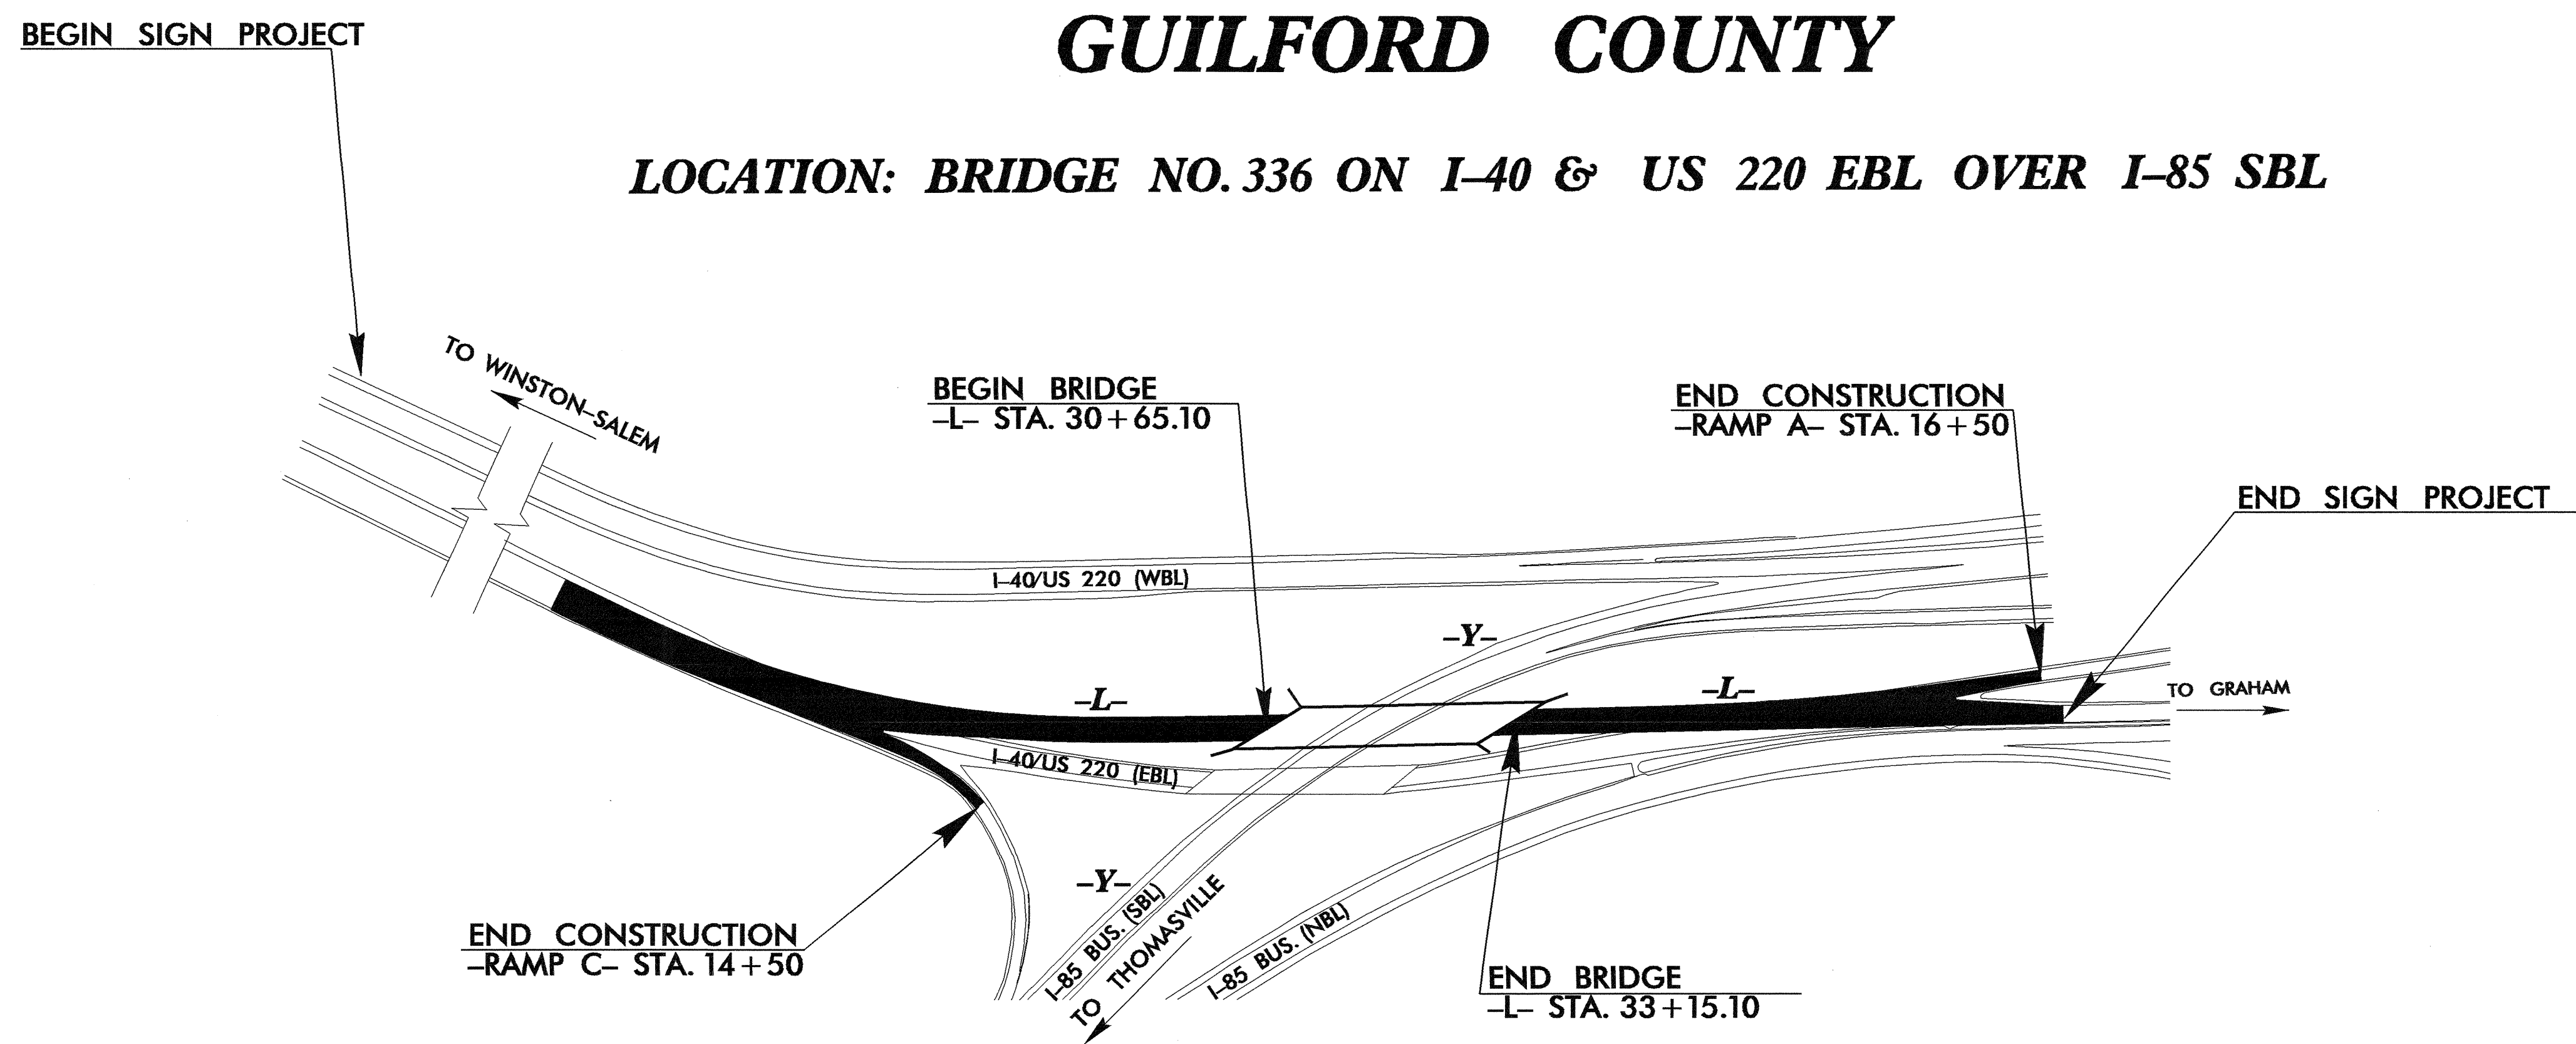 BEGIN SIGN PROJECT
GUILFORD COUNTY
LOCATION: BRIDGE NO. 336 ON I-40 & US 220 EBL OVER I-85 SBL
TO WINSTON-SALEM
BEGIN BRIDGE
-L- STA. 30+65.10
END CONSTRUCTION
-RAMP A- STA. 16+50
END SIGN PROJECT
I-40/US 220 (WBL)
-Y-
-L-
-L-
TO GRAHAM
I-40/US 220 (EBL)
-Y-
I-85 BUS. (SBL)
TO THOMASVILLE
I-85 BUS. (NBL)
END CONSTRUCTION
-RAMP C- STA. 14+50
END BRIDGE
-L- STA. 33+15.10